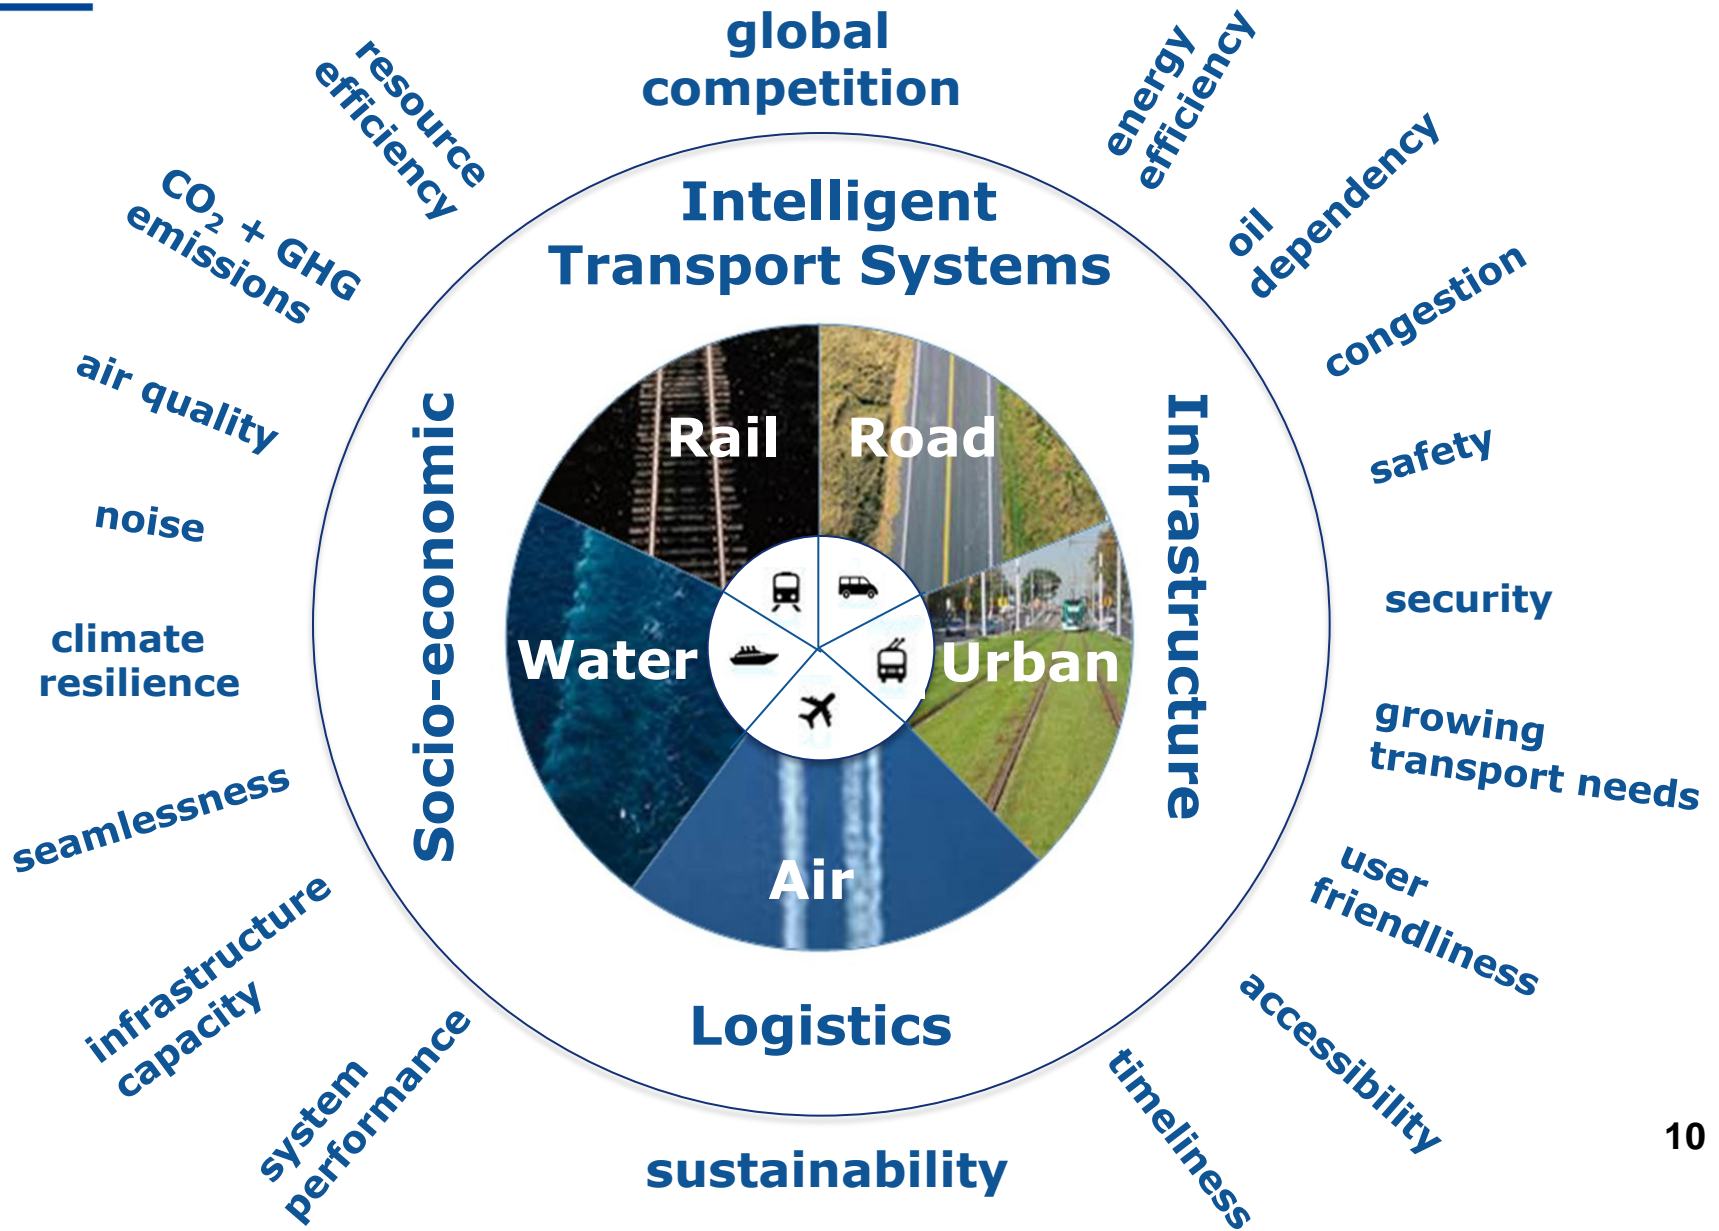 global
competition
energy
efficiency
oil
dependency
congestion
safety
security
growing
transport needs
user
friendliness
accessibility
timeliness
sustainability
system
performance
infrastructure
capacity
seamlessness
climate
resilience
noise
air quality
CO₂ + GHG
emissions
resource
efficiency
Intelligent
Transport Systems
Infrastructure
Logistics
Socio-economic
Rail
Road
Urban
Air
Water
10